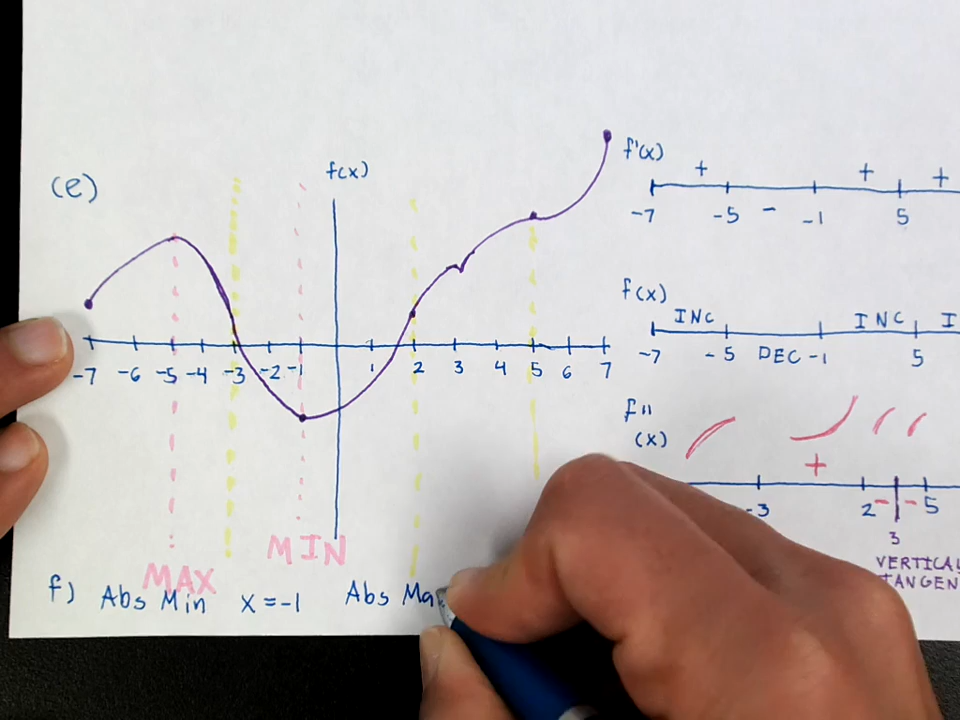 (e)
f(x)
-7 -6 -5 -4 -3 -2 -1 1 2 3 4 5 6 7
MAX
MIN
f) Abs Min x=-1 Abs Ma
f'(x)
+ + +
-7 -5 - -1 5
f(x)
INC INC I
-7 -5 DEC -1 5
f"
(x)
+
-3 2 - - 5
3
VERTICAL
TANGEN